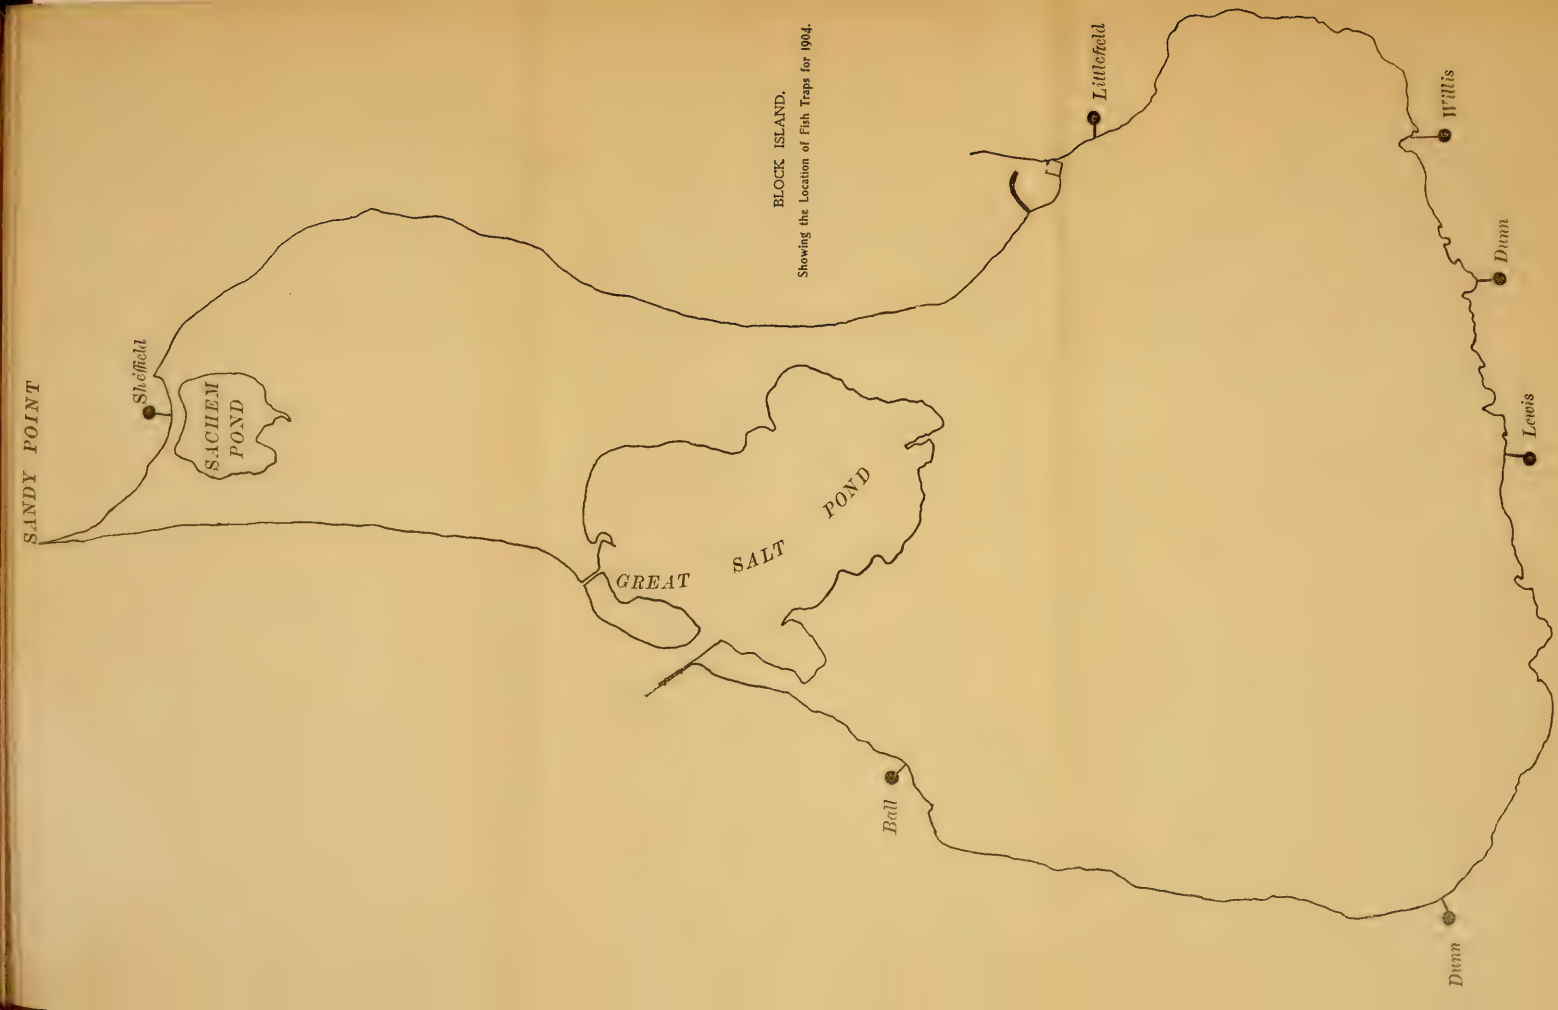 BLOCK ISLAND.
Showing the Location of Fish Traps for 1904.
SANDY POINT
Sheffield
SACHEM
POND
GREAT
SALT
POND
Littlefield
Willis
Dunn
Lewis
Ball
Dunn